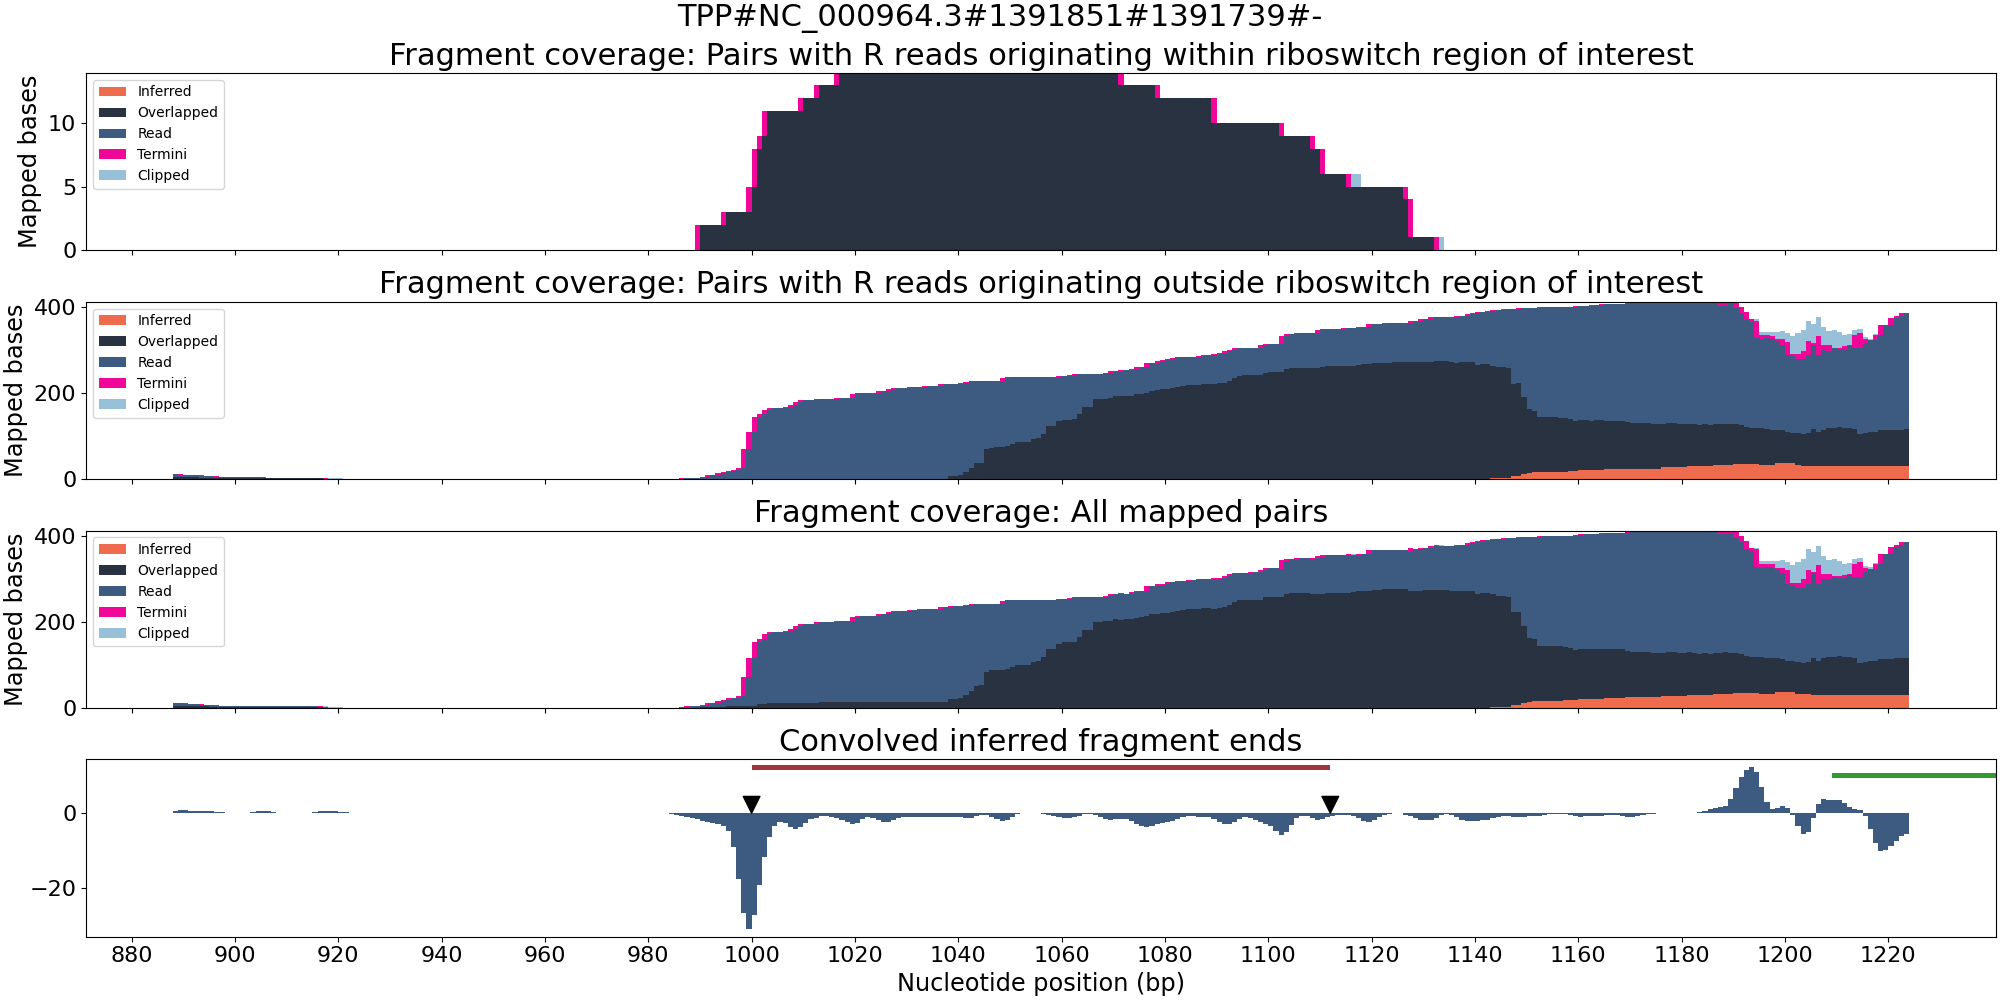 TPP#NC_000964.3#1391851#1391739#-
Fragment coverage: Pairs with R reads originating within riboswitch region of interest
Mapped bases
10
5
0
Inferred
Overlapped
Read
Termini
Clipped
Fragment coverage: Pairs with R reads originating outside riboswitch region of interest
Mapped bases
400
200
0
Inferred
Overlapped
Read
Termini
Clipped
Fragment coverage: All mapped pairs
Mapped bases
400
200
0
Inferred
Overlapped
Read
Termini
Clipped
Convolved inferred fragment ends
0
−20
880 900 920 940 960 980 1000 1020 1040 1060 1080 1100 1120 1140 1160 1180 1200 1220
Nucleotide position (bp)